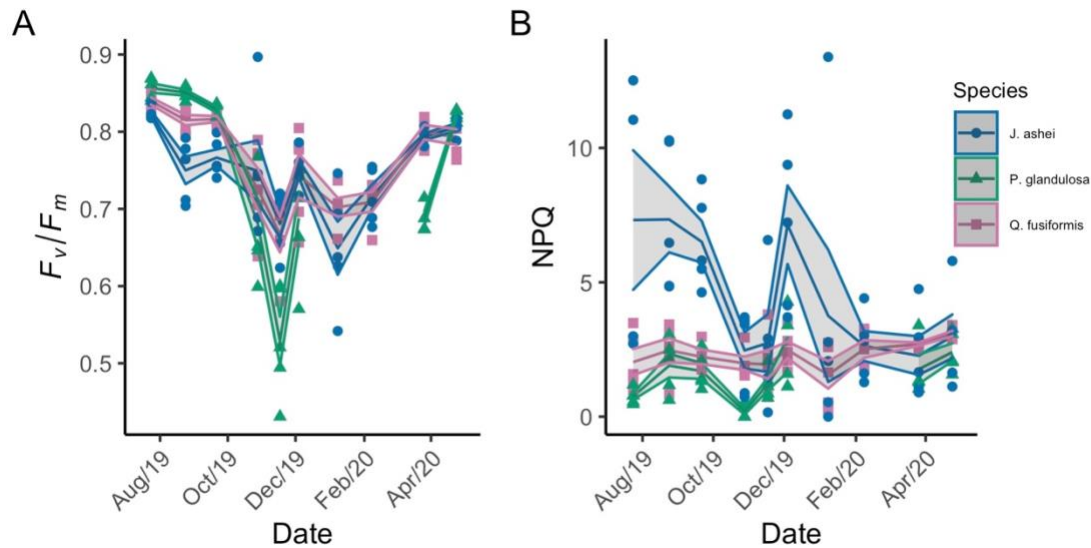 A
0.9
0.8
0.7
0.6
0.5
Fv/Fm
Aug/19
Oct/19
Dec/19
Feb/20
Apr/20
Date
B
10
5
0
NPQ
Aug/19
Oct/19
Dec/19
Feb/20
Apr/20
Date
Species
J. ashei
P. glandulosa
Q. fusiformis